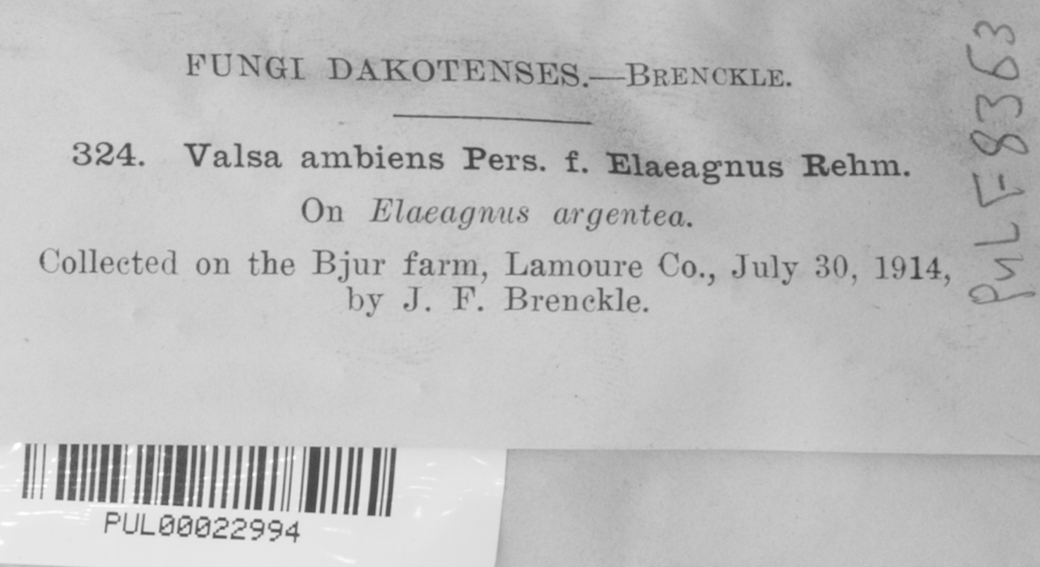 FUNGI DAKOTENSES.—BRENCKLE.
324. Valsa ambiens Pers. f. Elaeagnus Rehm.
On Elaeagnus argentea.
Collected on the Bjur farm, Lamoure Co., July 30, 1914,
by J. F. Brenckle.
PUL F 8363
PUL00022994